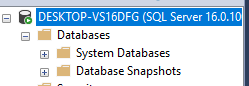 DESKTOP-VS16DFG (SQL Server 16.0.10
Databases
System Databases
Database Snapshots